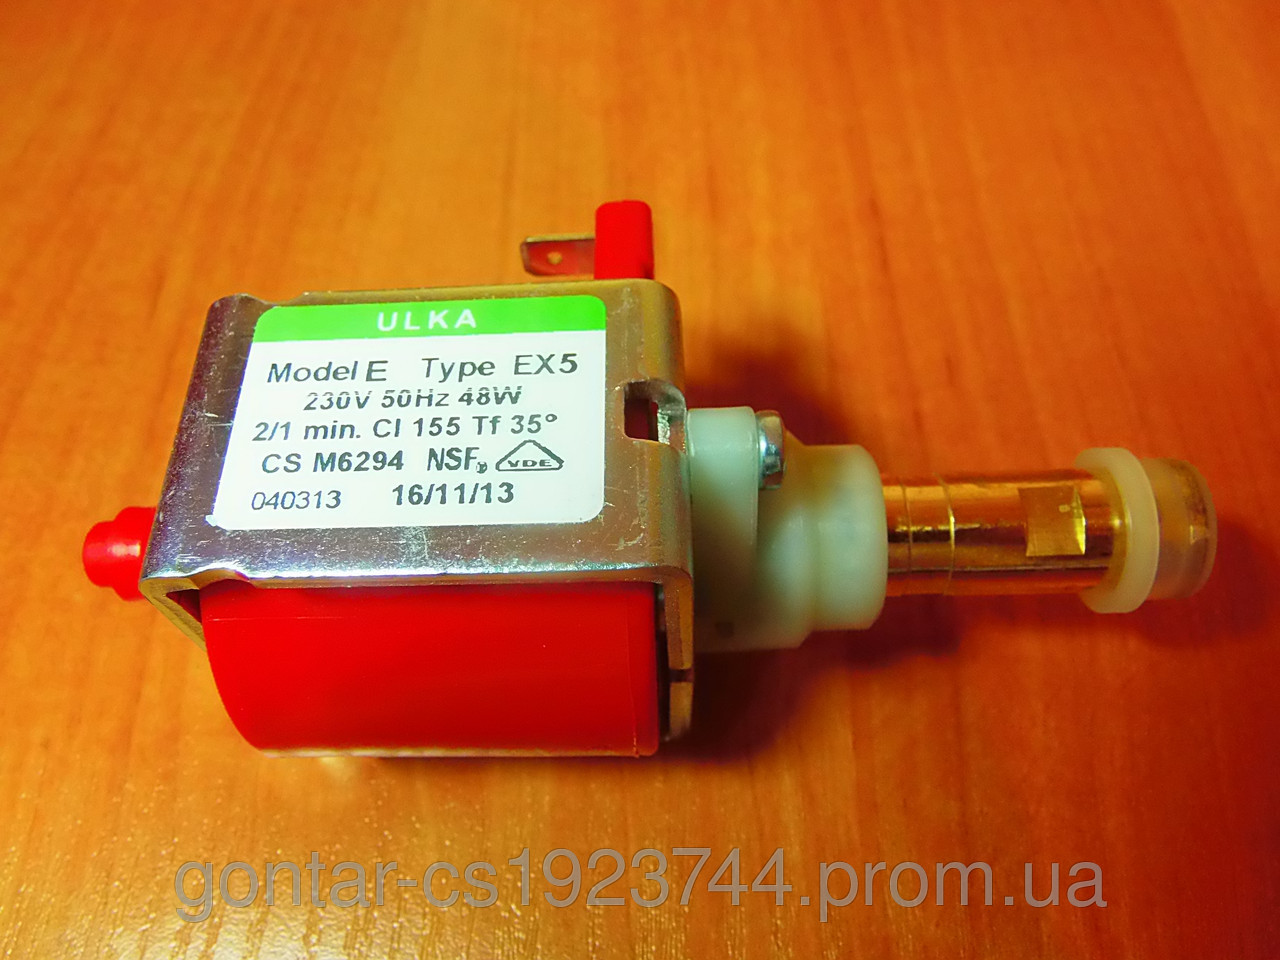 ULKA
Model E Type EX5
230V 50Hz 48W
2/1 min. Cl 155 Tf 35°
CS M6294 NSF® VDE
040313 16/11/13
gontar-cs1923744.prom.ua